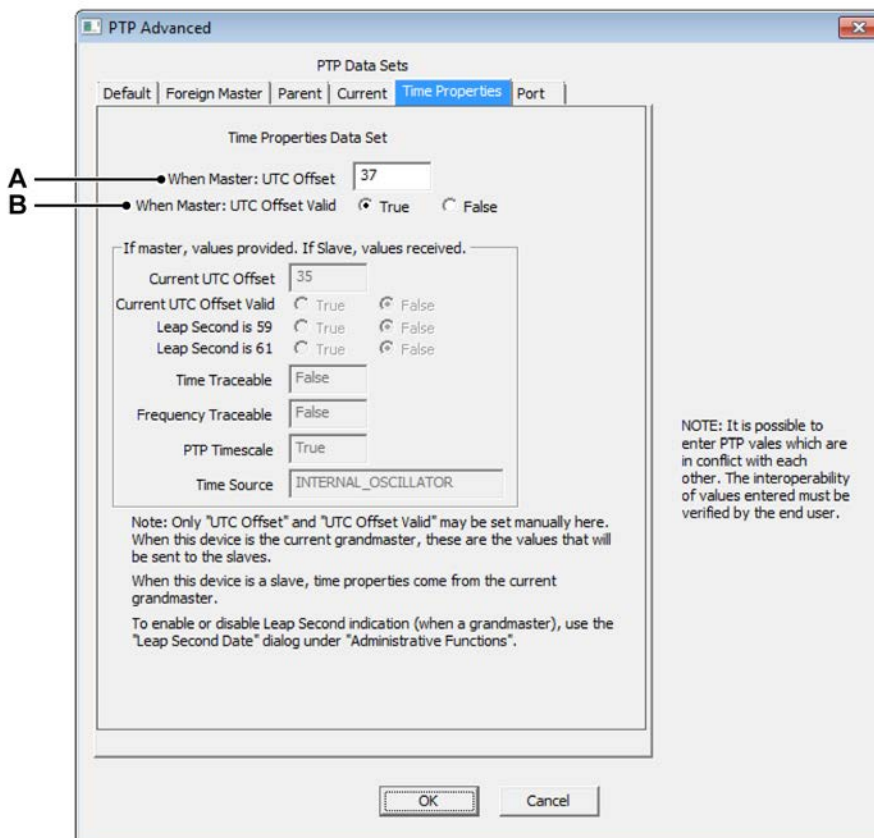 PTP Advanced
PTP Data Sets
Default Foreign Master Parent Current Time Properties Port
Time Properties Data Set
A When Master: UTC Offset 37
B When Master: UTC Offset Valid True False
If master, values provided. If Slave, values received.
Current UTC Offset 35
Current UTC Offset Valid True False
Leap Second is 59 True False
Leap Second is 61 True False
Time Traceable False
Frequency Traceable False
PTP Timescale True
Time Source INTERNAL_OSCILLATOR
Note: Only "UTC Offset" and "UTC Offset Valid" may be set manually here.
When this device is the current grandmaster, these are the values that will
be sent to the slaves.
When this device is a slave, time properties come from the current
grandmaster.
To enable or disable Leap Second indication (when a grandmaster), use the
"Leap Second Date" dialog under "Administrative Functions".
NOTE: It is possible to
enter PTP vales which are
in conflict with each
other. The interoperability
of values entered must be
verified by the end user.
OK Cancel